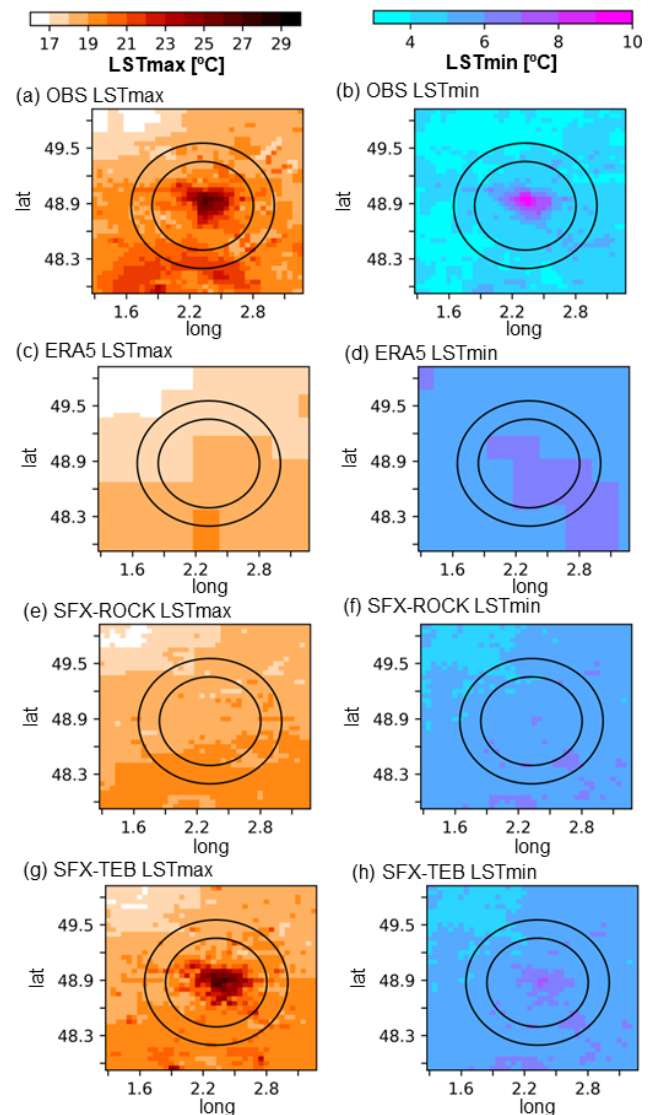 17 19 21 23 25 27 29
LSTmax [ºC]
4 6 8 10
LSTmin [ºC]
(a) OBS LSTmax
(b) OBS LSTmin
49.5
48.9
48.3
lat
1.6 2.2 2.8
long
49.5
48.9
48.3
lat
1.6 2.2 2.8
long
(c) ERA5 LSTmax
(d) ERA5 LSTmin
49.5
48.9
48.3
lat
1.6 2.2 2.8
long
49.5
48.9
48.3
lat
1.6 2.2 2.8
long
(e) SFX-ROCK LSTmax
(f) SFX-ROCK LSTmin
49.5
48.9
48.3
lat
1.6 2.2 2.8
long
49.5
48.9
48.3
lat
1.6 2.2 2.8
long
(g) SFX-TEB LSTmax
(h) SFX-TEB LSTmin
49.5
48.9
48.3
lat
1.6 2.2 2.8
long
49.5
48.9
48.3
lat
1.6 2.2 2.8
long